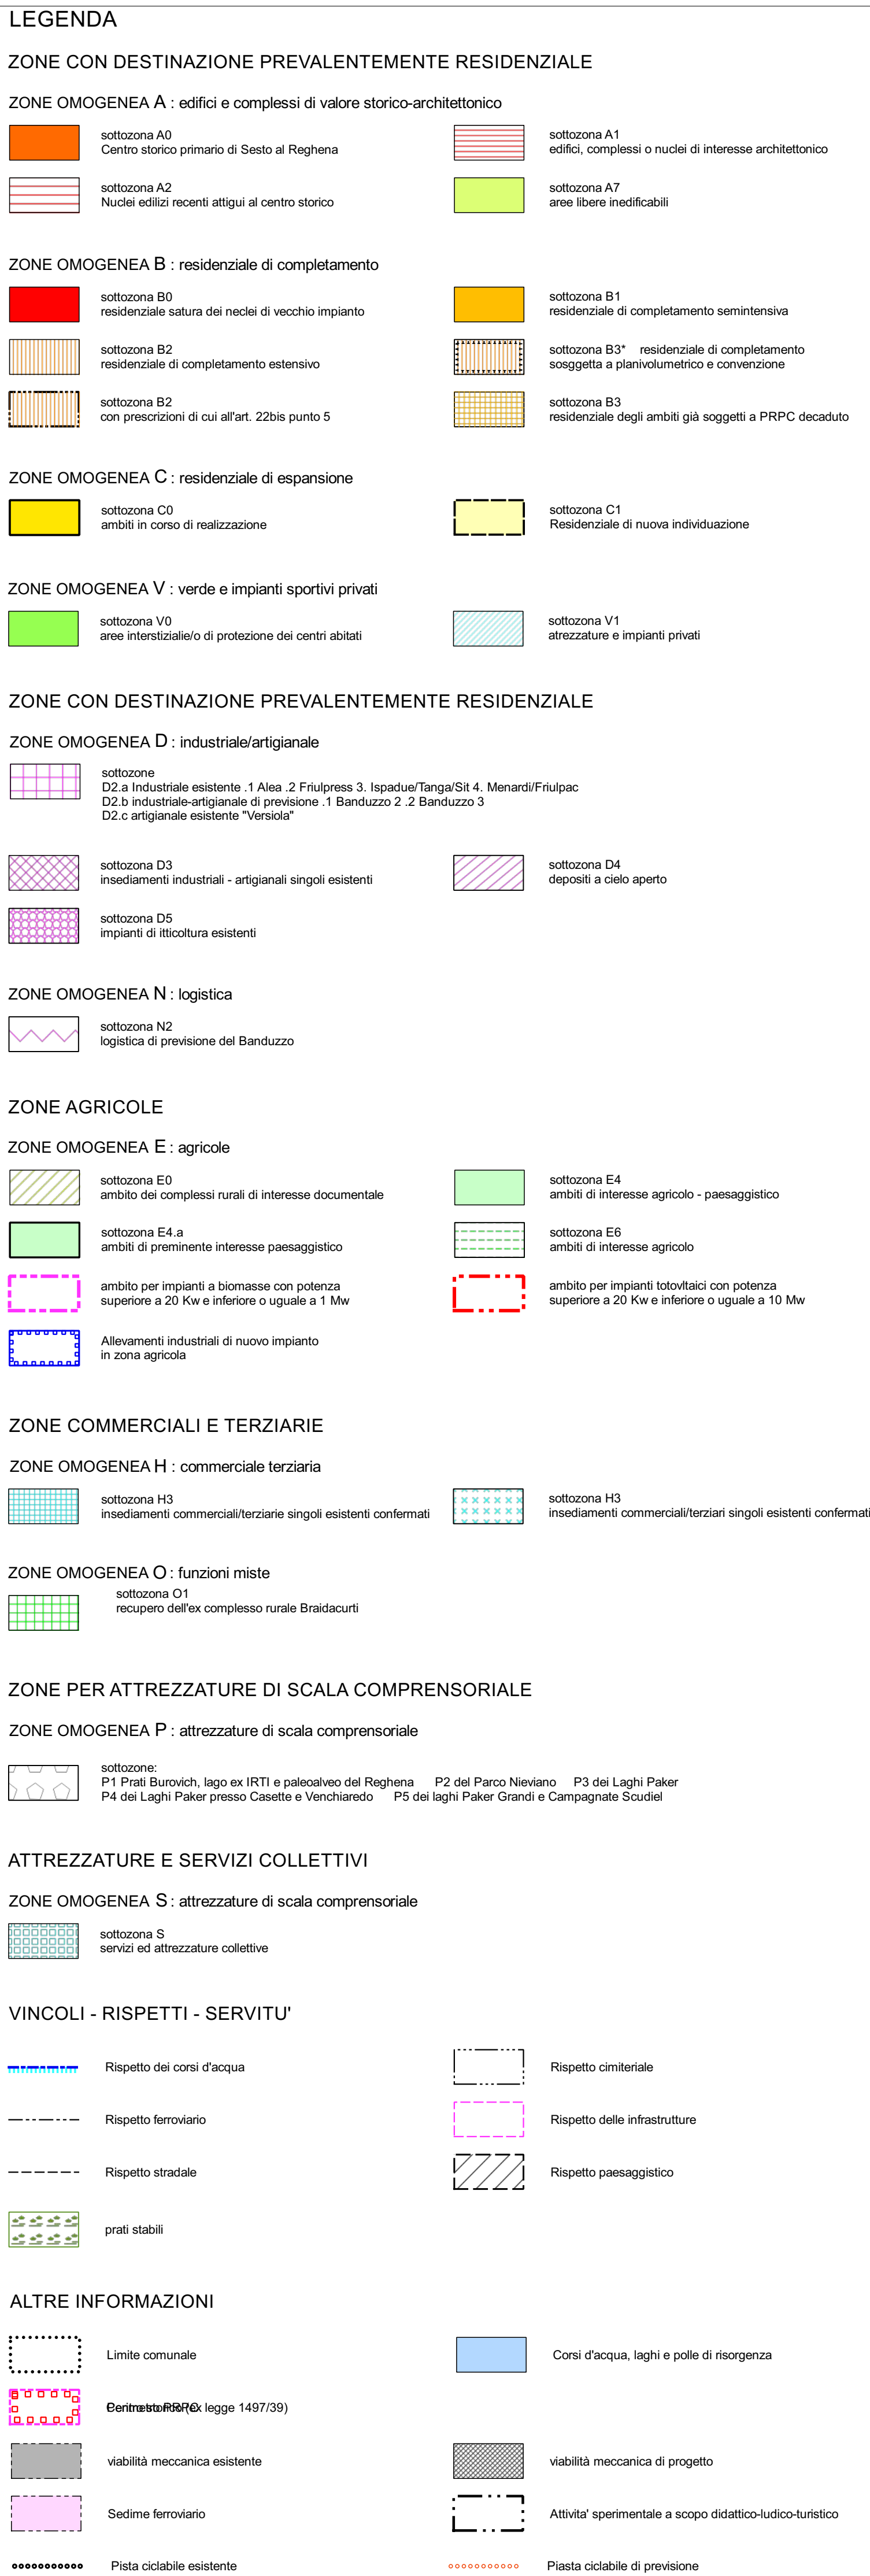 LEGENDA
ZONE CON DESTINAZIONE PREVALENTEMENTE RESIDENZIALE
ZONE OMOGENEA A : edifici e complessi di valore storico-architettonico
sottozona A0
Centro storico primario di Sesto al Reghena
sottozona A1
edifici, complessi o nuclei di interesse architettonico
sottozona A2
Nuclei edilizi recenti attigui al centro storico
sottozona A7
aree libere inedificabili
ZONE OMOGENEA B : residenziale di completamento
sottozona B0
residenziale satura dei neclei di vecchio impianto
sottozona B1
residenziale di completamento semintensiva
sottozona B2
residenziale di completamento estensivo
sottozona B3* residenziale di completamento
sosggetta a planivolumetrico e convenzione
sottozona B2
con prescrizioni di cui all'art. 22bis punto 5
sottozona B3
residenziale degli ambiti già soggetti a PRPC decaduto
ZONE OMOGENEA C : residenziale di espansione
sottozona C0
ambiti in corso di realizzazione
sottozona C1
Residenziale di nuova individuazione
ZONE OMOGENEA V : verde e impianti sportivi privati
sottozona V0
aree interstizialie/o di protezione dei centri abitati
sottozona V1
atrezzature e impianti privati
ZONE CON DESTINAZIONE PREVALENTEMENTE RESIDENZIALE
ZONE OMOGENEA D : industriale/artigianale
sottozone
D2.a Industriale esistente .1 Alea .2 Friulpress 3. Ispadue/Tanga/Sit 4. Menardi/Friulpac
D2.b industriale-artigianale di previsione .1 Banduzzo 2 .2 Banduzzo 3
D2.c artigianale esistente "Versiola"
sottozona D3
insediamenti industriali - artigianali singoli esistenti
sottozona D4
depositi a cielo aperto
sottozona D5
impianti di itticoltura esistenti
ZONE OMOGENEA N : logistica
sottozona N2
logistica di previsione del Banduzzo
ZONE AGRICOLE
ZONE OMOGENEA E : agricole
sottozona E0
ambito dei complessi rurali di interesse documentale
sottozona E4
ambiti di interesse agricolo - paesaggistico
sottozona E4.a
ambiti di preminente interesse paesaggistico
sottozona E6
ambiti di interesse agricolo
ambito per impianti a biomasse con potenza
superiore a 20 Kw e inferiore o uguale a 1 Mw
ambito per impianti totovltaici con potenza
superiore a 20 Kw e inferiore o uguale a 10 Mw
Allevamenti industriali di nuovo impianto
in zona agricola
ZONE COMMERCIALI E TERZIARIE
ZONE OMOGENEA H : commerciale terziaria
sottozona H3
insediamenti commerciali/terziarie singoli esistenti confermati
sottozona H3
insediamenti commerciali/terziari singoli esistenti confermati
ZONE OMOGENEA O : funzioni miste
sottozona O1
recupero dell'ex complesso rurale Braidacurti
ZONE PER ATTREZZATURE DI SCALA COMPRENSORIALE
ZONE OMOGENEA P : attrezzature di scala comprensoriale
sottozone:
P1 Prati Burovich, lago ex IRTI e paleoalveo del Reghena P2 del Parco Nieviano P3 dei Laghi Paker
P4 dei Laghi Paker presso Casette e Venchiaredo P5 dei laghi Paker Grandi e Campagnate Scudiel
ATTREZZATURE E SERVIZI COLLETTIVI
ZONE OMOGENEA S : attrezzature di scala comprensoriale
sottozona S
servizi ed attrezzature collettive
VINCOLI - RISPETTI - SERVITU'
Rispetto dei corsi d'acqua
Rispetto cimiteriale
Rispetto ferroviario
Rispetto delle infrastrutture
Rispetto stradale
Rispetto paesaggistico
prati stabili
ALTRE INFORMAZIONI
Limite comunale
Corsi d'acqua, laghi e polle di risorgenza
(ex legge 1497/39)
viabilità meccanica esistente
viabilità meccanica di progetto
Sedime ferroviario
Attivita' sperimentale a scopo didattico-ludico-turistico
Pista ciclabile esistente
Piasta ciclabile di previsione